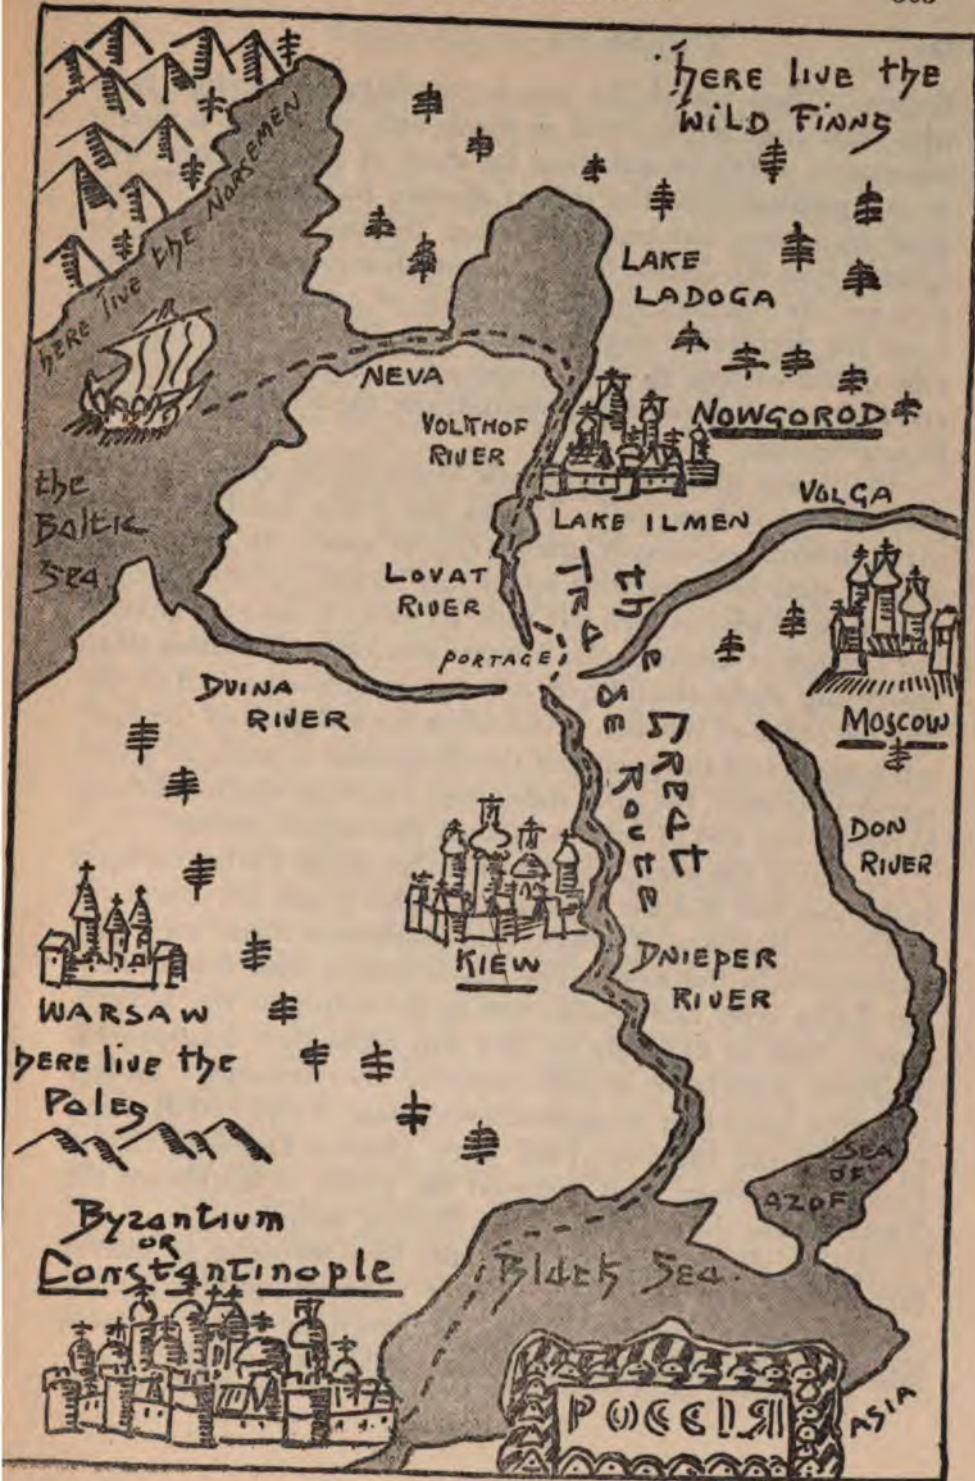 here live the
wild Finns
here live the Norsemen
LAKE
LADOGA
NEVA
NOWGOROD
VOLKHOF
RIVER
VOLGA
the
Baltic
Sea
LAKE ILMEN
LOVAT
RIVER
the GREAT
TRADE ROUTE
PORTAGE
DUINA
RIVER
MOSCOW
DON
RIVER
KIEW
DNIEPER
RIVER
WARSAW
here live the
Poles
SEA
OF
AZOF
Byzantium
OR
Constantinople
Black Sea
РОССІЯ
ASIA